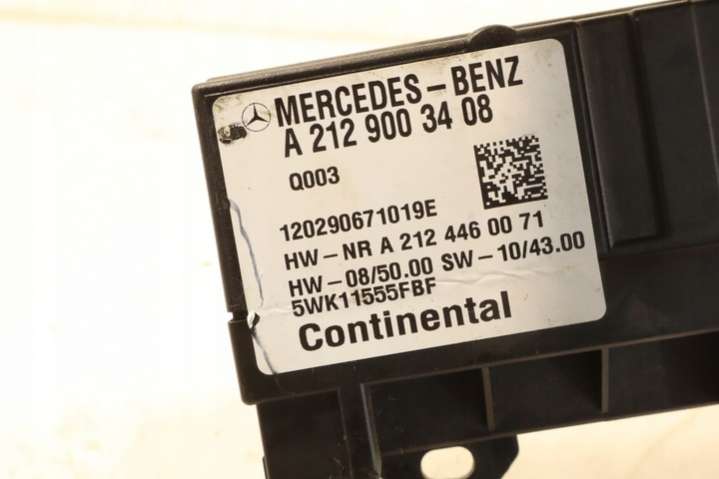 MERCEDES-BENZ
A 212 900 34 08
Q003
120290671019E
HW-NR A 212 446 00 71
HW-08/50.00 SW-10/43.00
5WK11555FBF
Continental